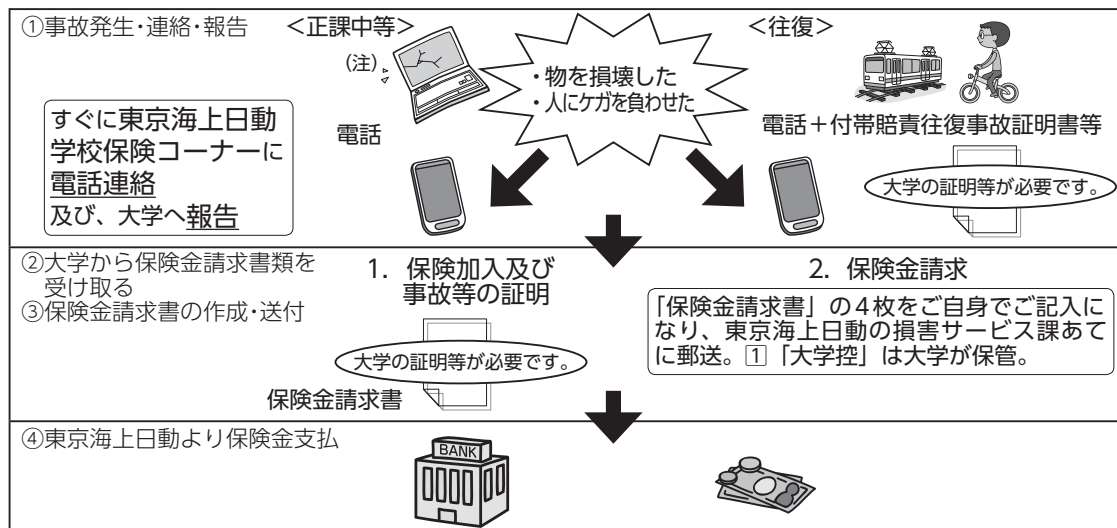 ①事故発生・連絡・報告
＜正課中等＞
(注)
・物を損壊した
・人にケガを負わせた
＜往復＞
すぐに東京海上日動
学校保険コーナーに
電話連絡
及び、大学へ報告
電話
電話＋付帯賠責往復事故証明書等
大学の証明等が必要です。
②大学から保険金請求書類を
受け取る
③保険金請求書の作成・送付
1. 保険加入及び
事故等の証明
大学の証明等が必要です。
保険金請求書
2. 保険金請求
「保険金請求書」の4枚をご自身でご記入に
なり、東京海上日動の損害サービス課あて
に郵送。1「大学控」は大学が保管。
④東京海上日動より保険金支払
BANK